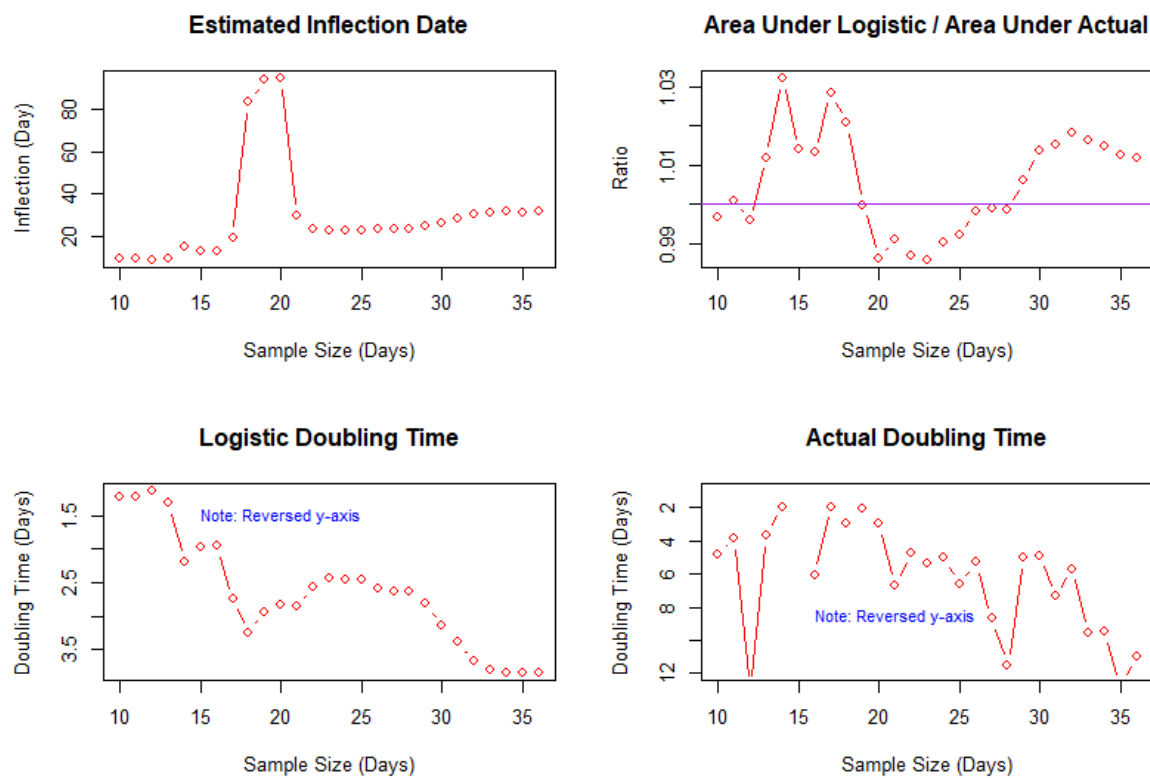 Estimated Inflection Date
Inflection (Day)
80
60
40
20
10 15 20 25 30 35
Sample Size (Days)
Area Under Logistic / Area Under Actual
Ratio
1.03
1.01
0.99
10 15 20 25 30 35
Sample Size (Days)
Logistic Doubling Time
Doubling Time (Days)
1.5
2.5
3.5
Note: Reversed y-axis
10 15 20 25 30 35
Sample Size (Days)
Actual Doubling Time
Doubling Time (Days)
2
4
6
8
12
Note: Reversed y-axis
10 15 20 25 30 35
Sample Size (Days)